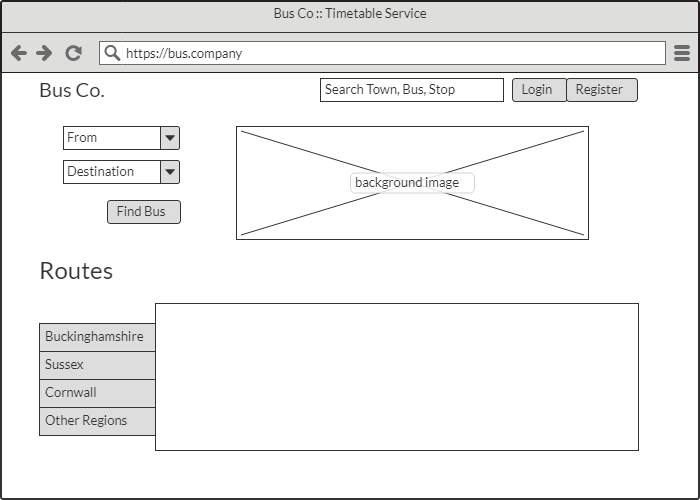 Bus Co :: Timetable Service
https://bus.company
Bus Co.
Search Town, Bus, Stop
Login
Register
From
Destination
Find Bus
background image
Routes
Buckinghamshire
Sussex
Cornwall
Other Regions